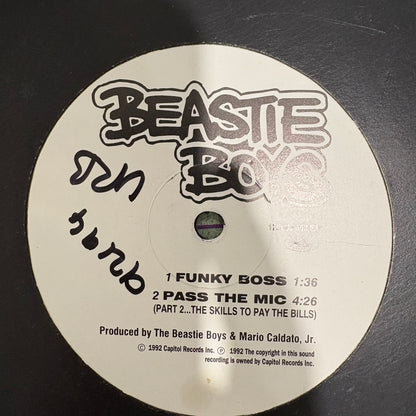 BEASTIE
BOYS
1 FUNKY BOSS 1:36
2 PASS THE MIC 4:26
(PART 2...THE SKILLS TO PAY THE BILLS)
Produced by The Beastie Boys & Mario Caldato, Jr.
© 1992 Capitol Records Inc. ℗ 1992 The copyright in this sound
recording is owned by Capitol Records Inc.